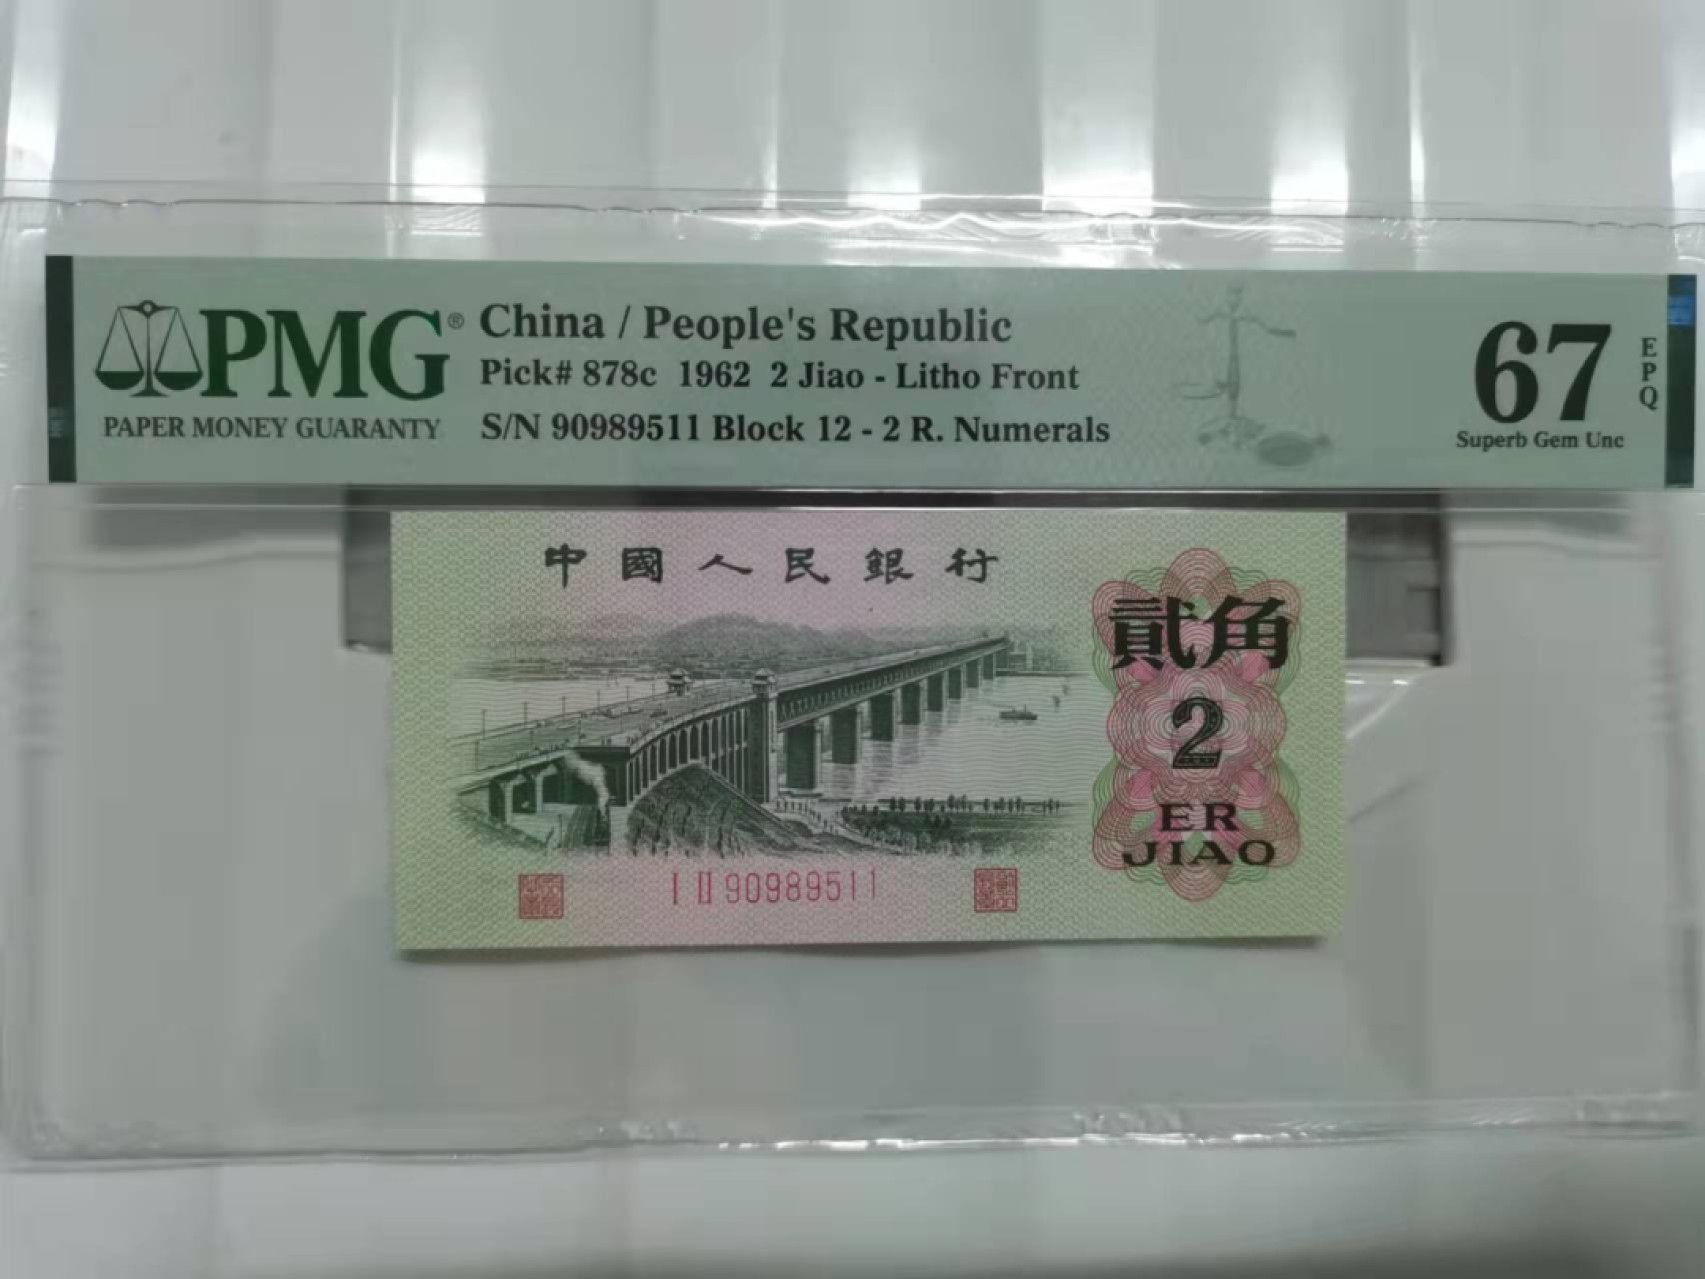 PMG®
PAPER MONEY GUARANTY
China / People's Republic
Pick# 878c 1962 2 Jiao - Litho Front
S/N 90989511 Block 12 - 2 R. Numerals
67
EPQ
Superb Gem Unc
中國人民銀行
貳角
2
ER
JIAO
I II 90989511